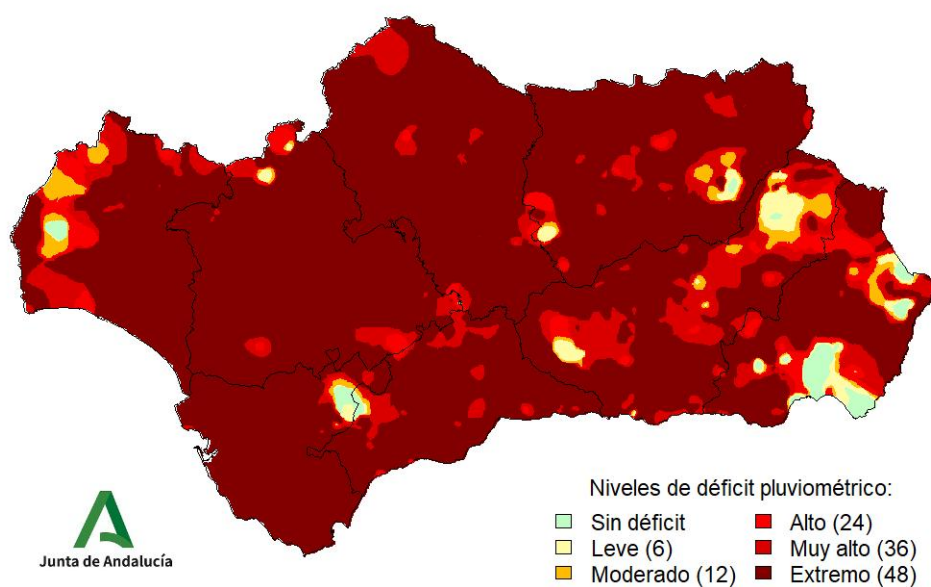 Niveles de déficit pluviométrico:
Sin déficit
Leve (6)
Moderado (12)
Alto (24)
Muy alto (36)
Extremo (48)
Junta de Andalucía